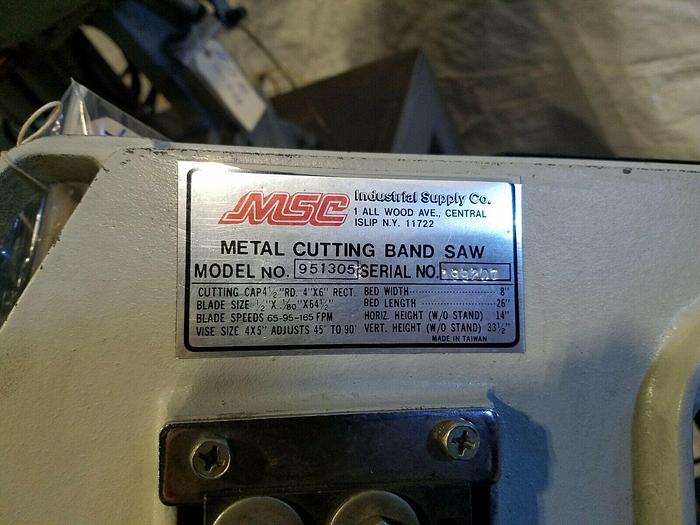 MSC Industrial Supply Co.
1 ALL WOOD AVE., CENTRAL
ISLIP N.Y. 11722
METAL CUTTING BAND SAW
MODEL NO. 951305 SERIAL NO.
CUTTING CAP 4½"RD. 4"X6" RECT. BED WIDTH 8"
BLADE SIZE ½"X X64½" BED LENGTH 26"
BLADE SPEEDS 65-95-165 FPM HORIZ. HEIGHT (W/O STAND) 14"
VISE SIZE 4X5" ADJUSTS 45° TO 90° VERT. HEIGHT (W/O STAND) 33½"
MADE IN TAIWAN